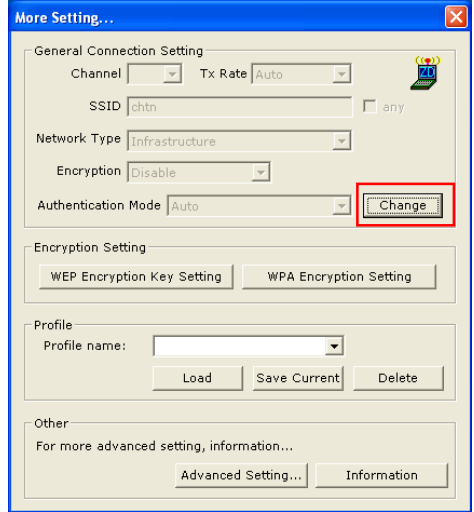 More Setting...
General Connection Setting
Channel Tx Rate Auto
ZD
SSID chtn any
Network Type Infrastructure
Encryption Disable
Authentication Mode Auto Change
Encryption Setting
WEP Encryption Key Setting WPA Encryption Setting
Profile
Profile name:
Load Save Current Delete
Other
For more advanced setting, information...
Advanced Setting... Information